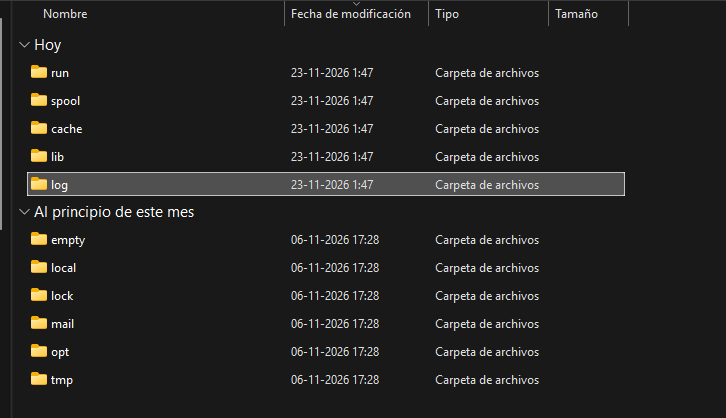 Nombre Fecha de modificación Tipo Tamaño
Hoy
run 23-11-2026 1:47 Carpeta de archivos
spool 23-11-2026 1:47 Carpeta de archivos
cache 23-11-2026 1:47 Carpeta de archivos
lib 23-11-2026 1:47 Carpeta de archivos
log 23-11-2026 1:47 Carpeta de archivos
Al principio de este mes
empty 06-11-2026 17:28 Carpeta de archivos
local 06-11-2026 17:28 Carpeta de archivos
lock 06-11-2026 17:28 Carpeta de archivos
mail 06-11-2026 17:28 Carpeta de archivos
opt 06-11-2026 17:28 Carpeta de archivos
tmp 06-11-2026 17:28 Carpeta de archivos